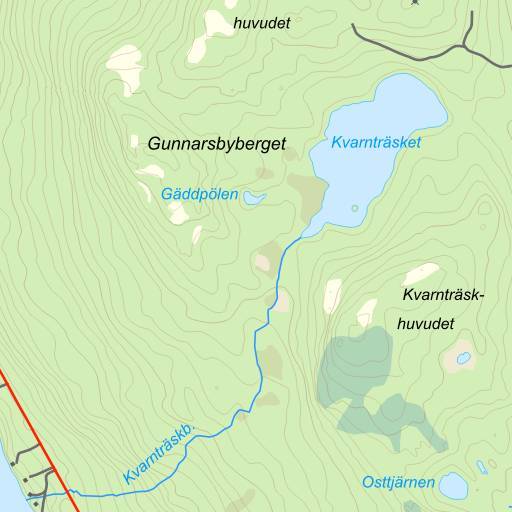 huvudet
Kvarnträsket
Gunnarsbyberget
Gäddpölen
Kvarnträsk-
huvudet
Kvarnträskb.
Osttjärnen